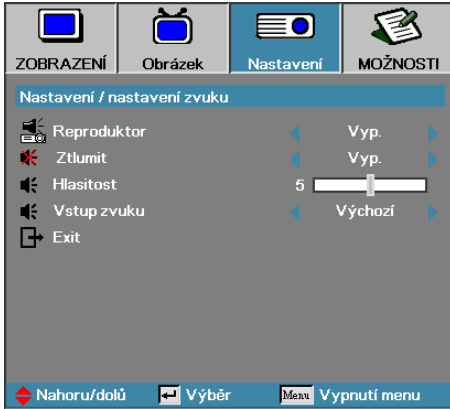 ZOBRAZENÍ Obrázek Nastavení MOŽNOSTI
Nastavení / nastavení zvuku
Reproduktor Vyp.
Ztlumit Vyp.
Hlasitost 5
Vstup zvuku Výchozí
Exit
Nahoru/dolů Výběr Menu Vypnutí menu